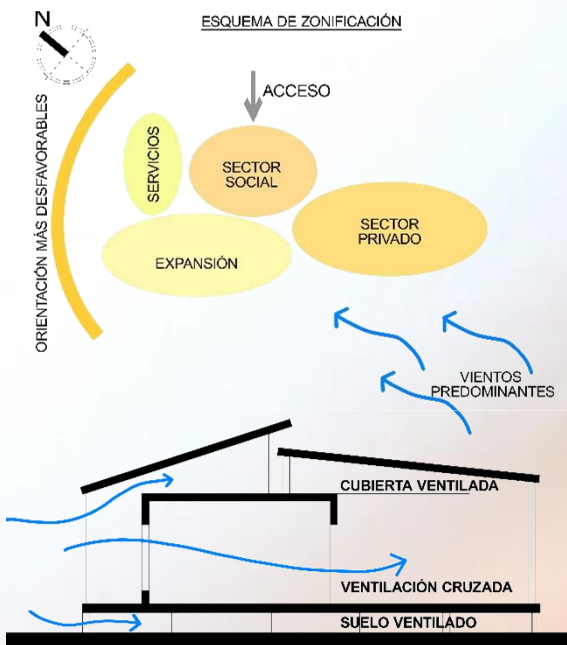 N
ESQUEMA DE ZONIFICACIÓN
ORIENTACIÓN MÁS DESFAVORABLES
ACCESO
SERVICIOS
SECTOR
SOCIAL
SECTOR
PRIVADO
EXPANSIÓN
VIENTOS
PREDOMINANTES
CUBIERTA VENTILADA
VENTILACIÓN CRUZADA
SUELO VENTILADO